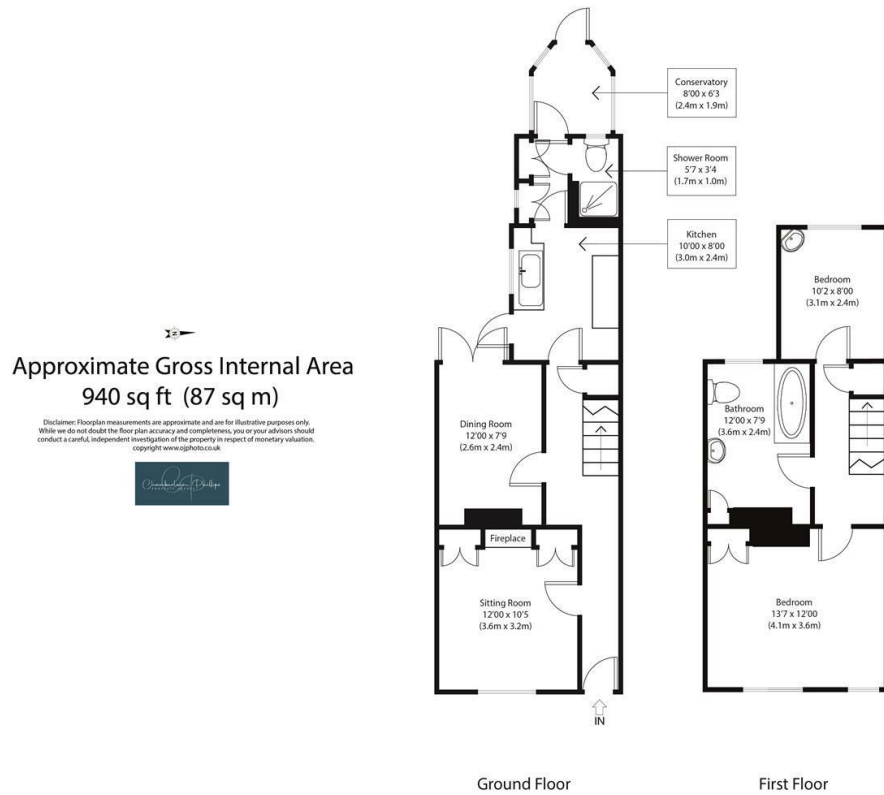 Conservatory
8'00 x 6'3
(2.4m x 1.9m)
Shower Room
5'7 x 3'4
(1.7m x 1.0m)
Kitchen
10'00 x 8'00
(3.0m x 2.4m)
Bedroom
10'2 x 8'00
(3.1m x 2.4m)
N
Approximate Gross Internal Area
940 sq ft (87 sq m)
Disclaimer: Floorplan measurements are approximate and are for illustrative purposes only.
While we do not doubt the floor plan accuracy and completeness, you or your advisors should
conduct a careful, independent investigation of the property in respect of monetary valuation.
copyright www.ojphoto.co.uk
Chamberlain Phillips
Dining Room
12'00 x 7'9
(2.6m x 2.4m)
Bathroom
12'00 x 7'9
(3.6m x 2.4m)
Fireplace
Sitting Room
12'00 x 10'5
(3.6m x 3.2m)
Bedroom
13'7 x 12'00
(4.1m x 3.6m)
IN
Ground Floor
First Floor